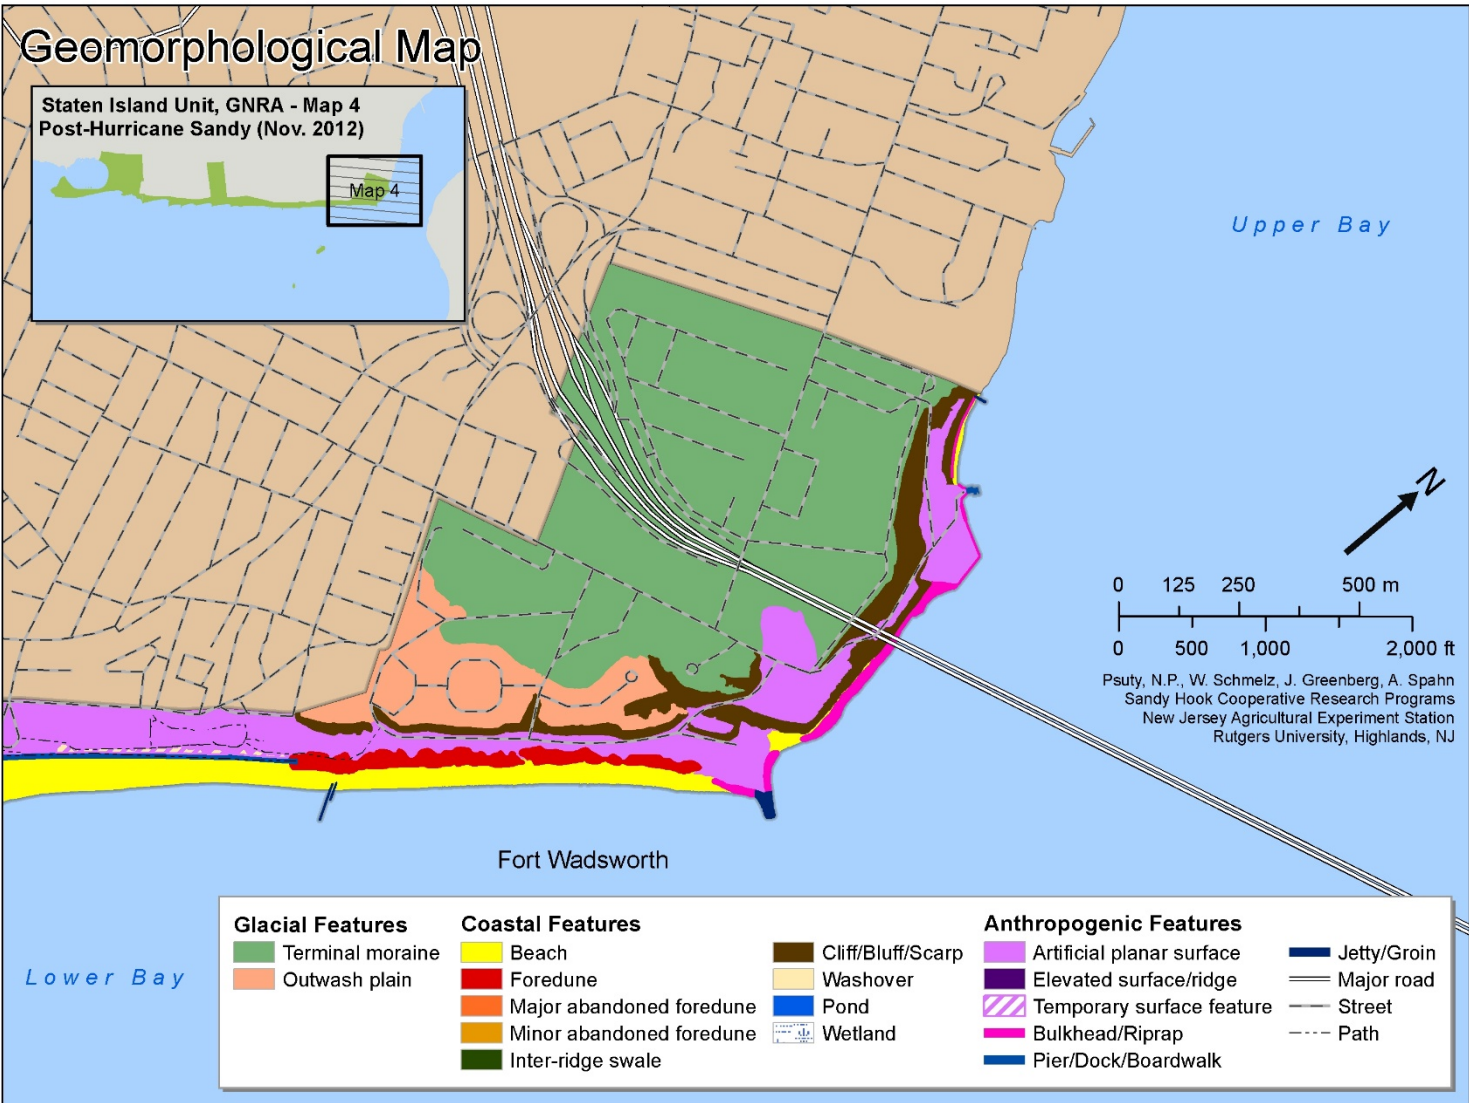 Geomorphological Map
Staten Island Unit, GNRA - Map 4
Post-Hurricane Sandy (Nov. 2012)
Map 4
Upper Bay
N
0 125 250 500 m
0 500 1,000 2,000 ft
Psuty, N.P., W. Schmelz, J. Greenberg, A. Spahn
Sandy Hook Cooperative Research Programs
New Jersey Agricultural Experiment Station
Rutgers University, Highlands, NJ
Fort Wadsworth
Lower Bay
Glacial Features
Terminal moraine
Outwash plain
Coastal Features
Beach
Foredune
Major abandoned foredune
Minor abandoned foredune
Inter-ridge swale
Cliff/Bluff/Scarp
Washover
Pond
Wetland
Anthropogenic Features
Artificial planar surface
Elevated surface/ridge
Temporary surface feature
Bulkhead/Riprap
Pier/Dock/Boardwalk
Jetty/Groin
Major road
Street
Path